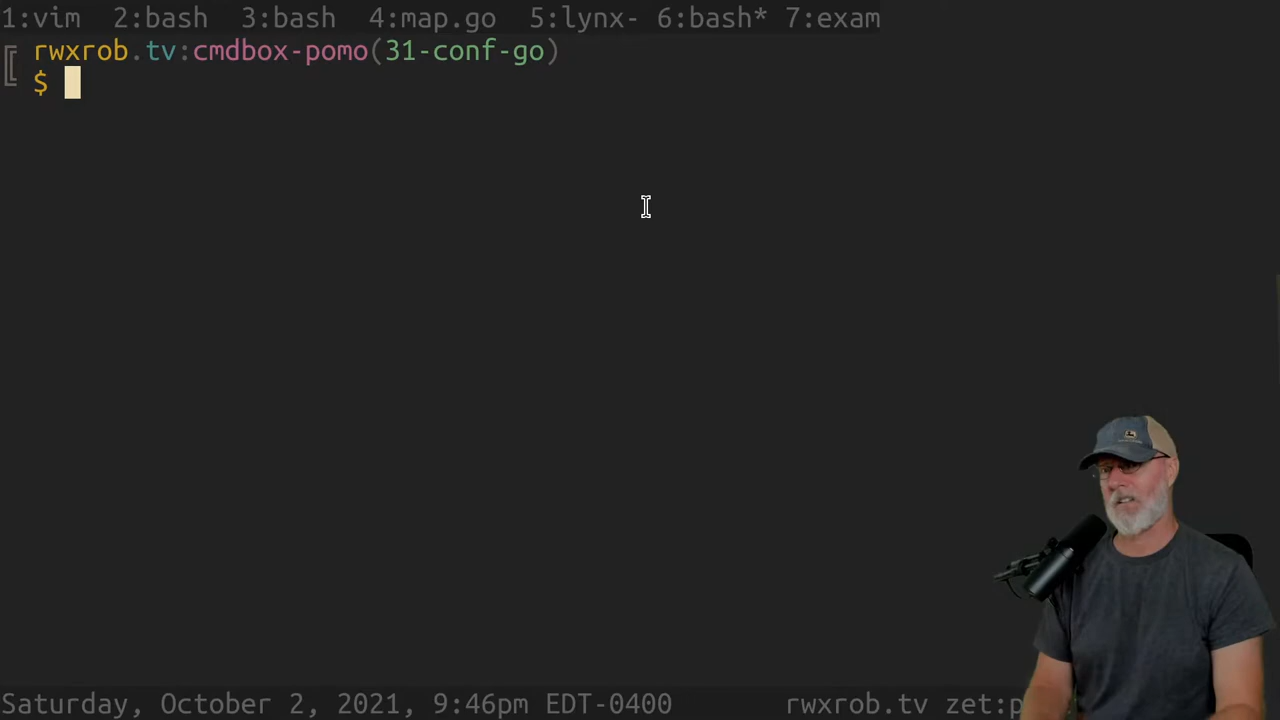 1:vim  2:bash  3:bash  4:map.go  5:lynx- 6:bash* 7:exam
rwxrob.tv:cmdbox-pomo(31-conf-go)
$
Saturday, October 2, 2021, 9:46pm EDT-0400 rwxrob.tv zet:p